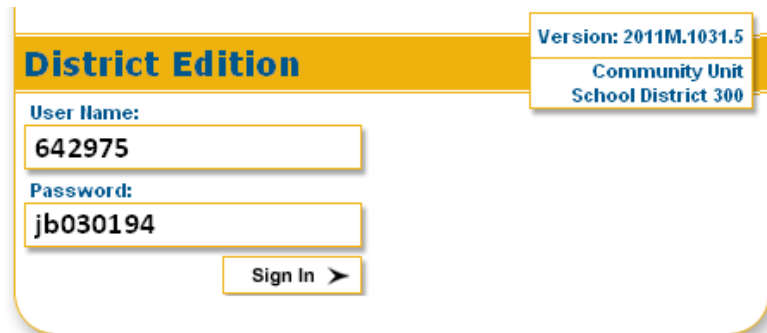 Version: 2011M.1031.5
District Edition
Community Unit
School District 300
User Name:
642975
Password:
jb030194
Sign In